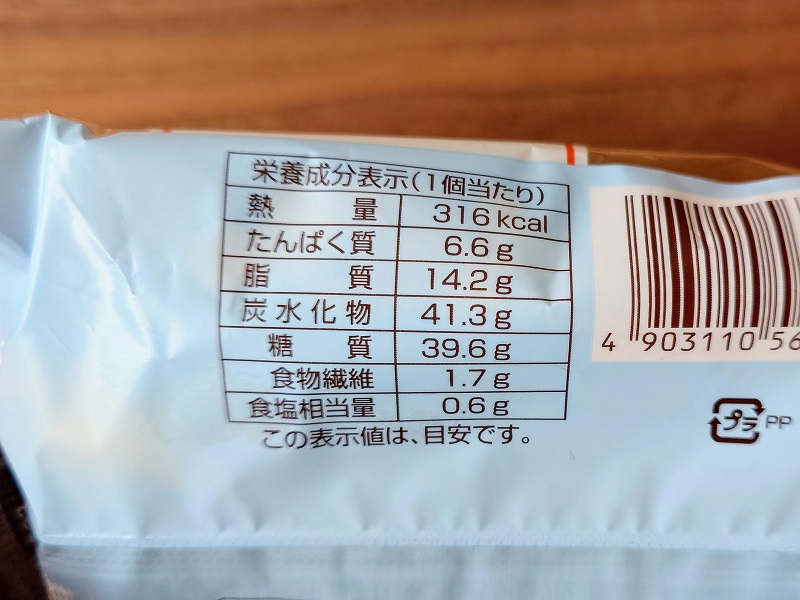 栄養成分表示(1個当たり)
熱量 316kcal
たんぱく質 6.6g
脂質 14.2g
炭水化物 41.3g
糖質 39.6g
食物繊維 1.7g
食塩相当量 0.6g
この表示値は、目安です。
4 903110 56
プラ PP